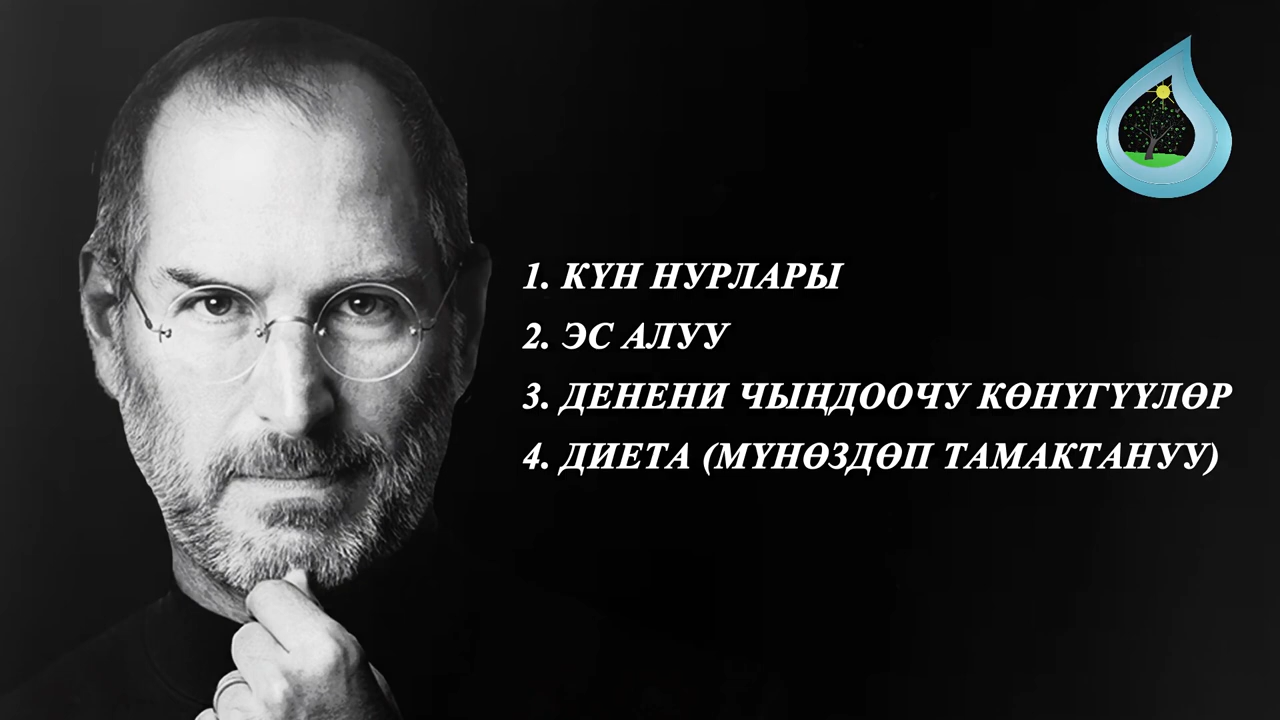 1. КҮН НУРЛАРЫ
2. ЭС АЛУУ
3. ДЕНЕНИ ЧЫҢДООЧУ КӨНҮГҮҮЛӨР
4. ДИЕТА (МҮНӨЗДӨП ТАМАКТАНУУ)